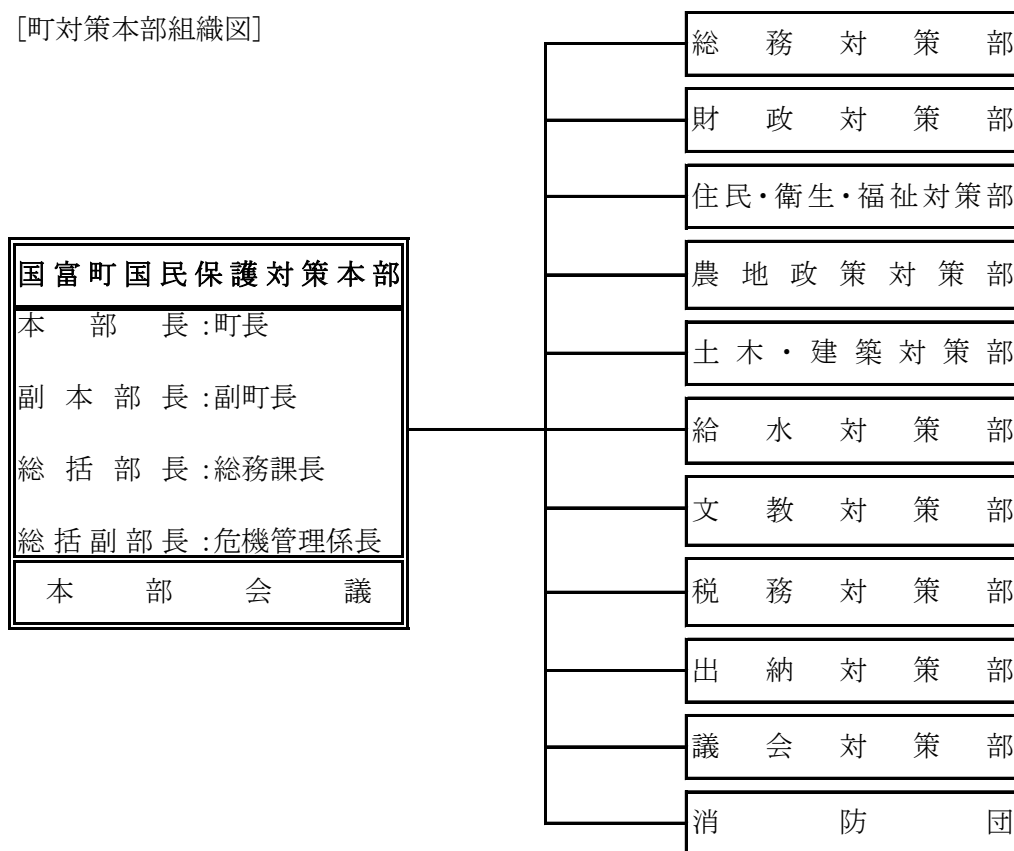 [町対策本部組織図]
国富町国民保護対策本部
本部長:町長
副本部長:副町長
総括部長:総務課長
総括副部長:危機管理係長
本部会議
総務対策部
財政対策部
住民・衛生・福祉対策部
農地政策対策部
土木・建築対策部
給水対策部
文教対策部
税務対策部
出納対策部
議会対策部
消防団